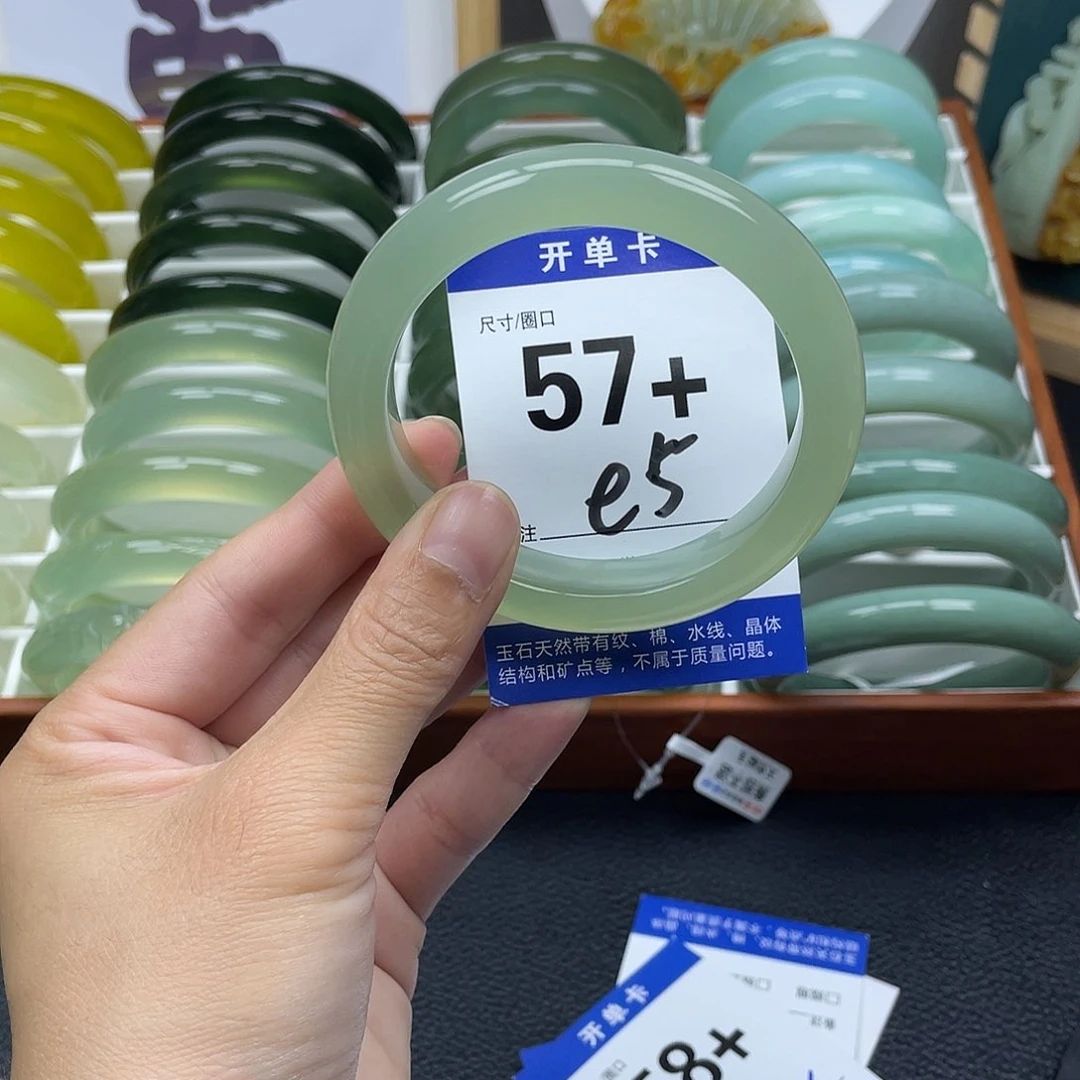 开单卡
尺寸/圈口
57+
e5
注
玉石天然带有纹、棉、水线、晶体
结构和矿点等，不属于质量问题。
开单卡
58+